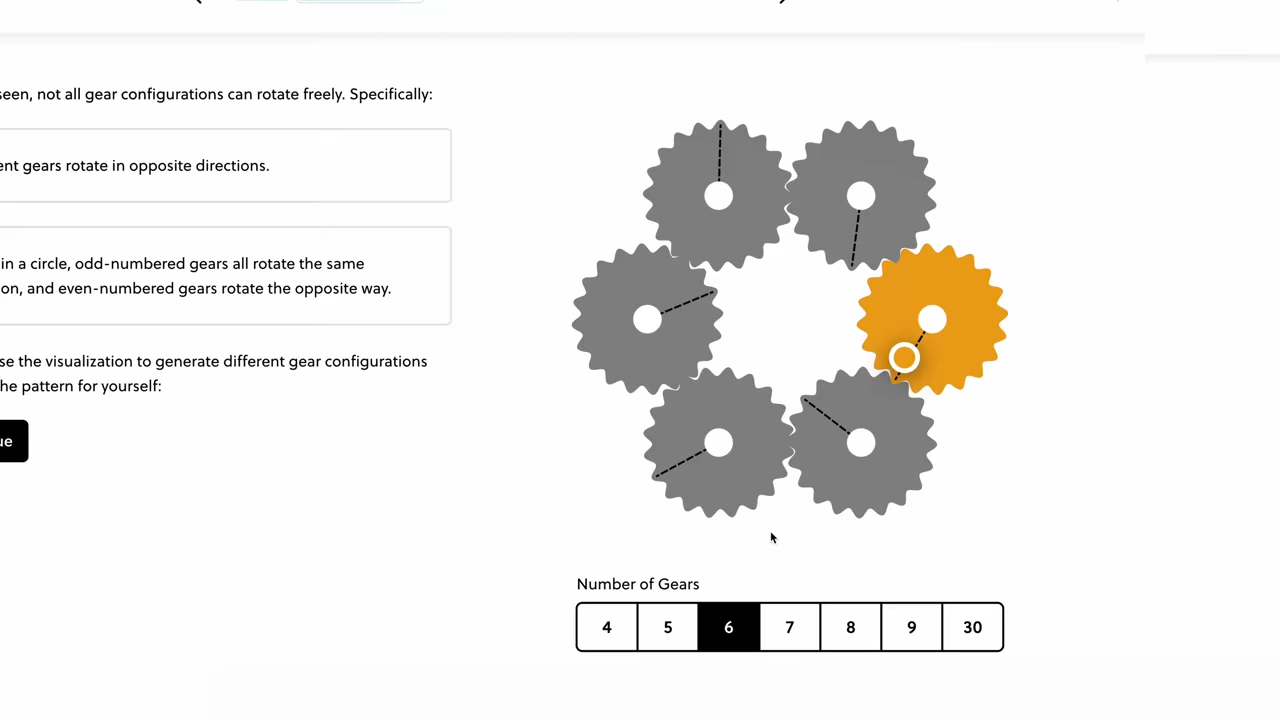 seen, not all gear configurations can rotate freely. Specifically:
ent gears rotate in opposite directions.
in a circle, odd-numbered gears all rotate the same
on, and even-numbered gears rotate the opposite way.
se the visualization to generate different gear configurations
he pattern for yourself:
ue
Number of Gears
4 5 6 7 8 9 30